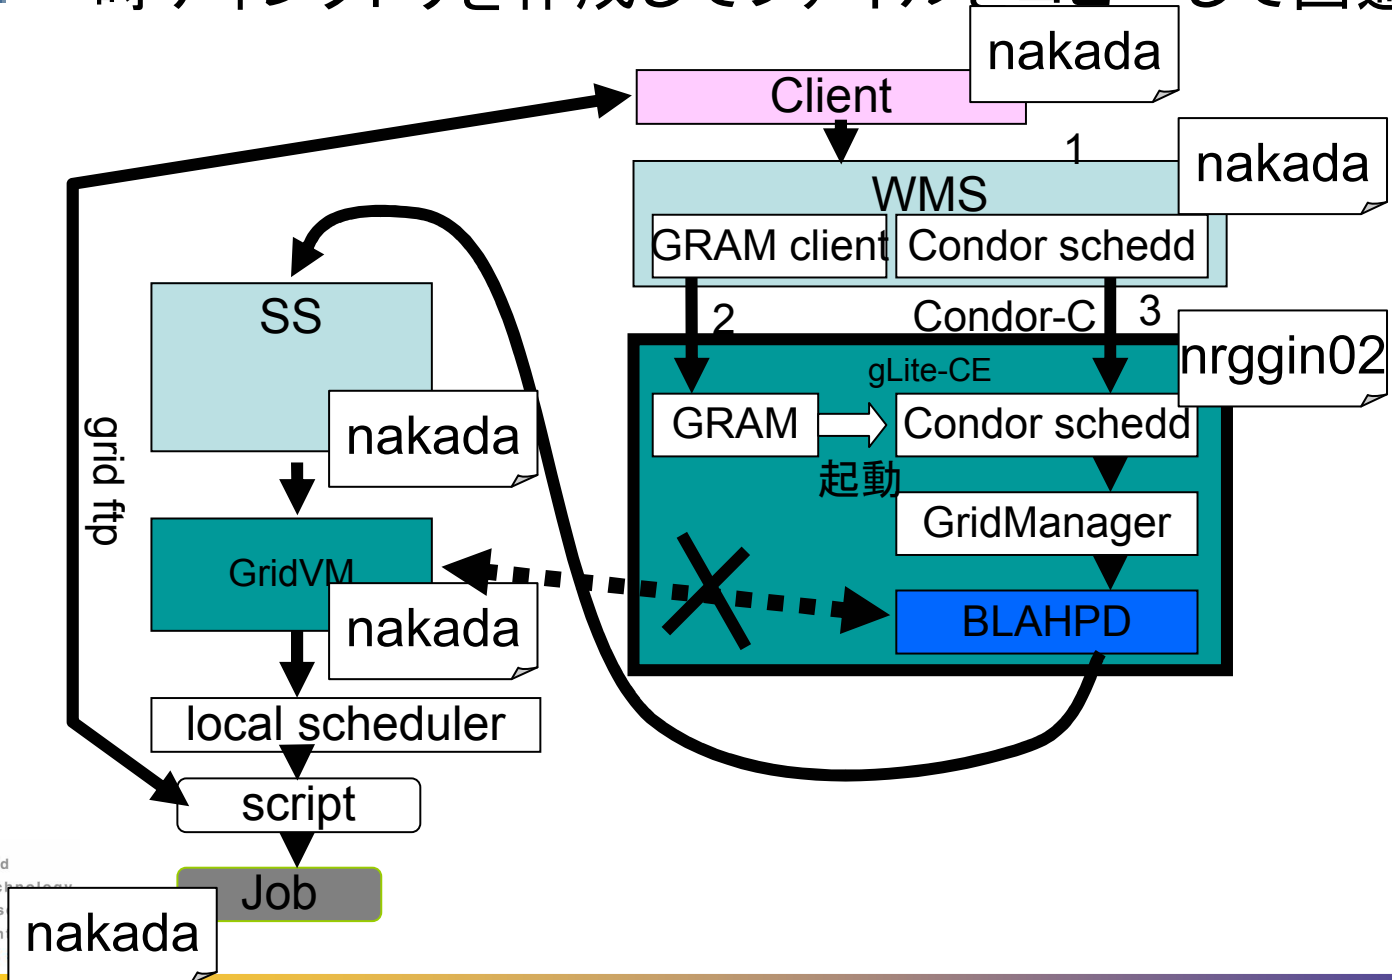 nakada
Client
1
nakada
WMS
GRAM client
Condor schedd
SS
2
Condor-C
3
nrggin02
gLite-CE
GRAM
起動
Condor schedd
nakada
grid ftp
GridManager
GridVM
nakada
BLAHPD
local scheduler
script
Job
nakada